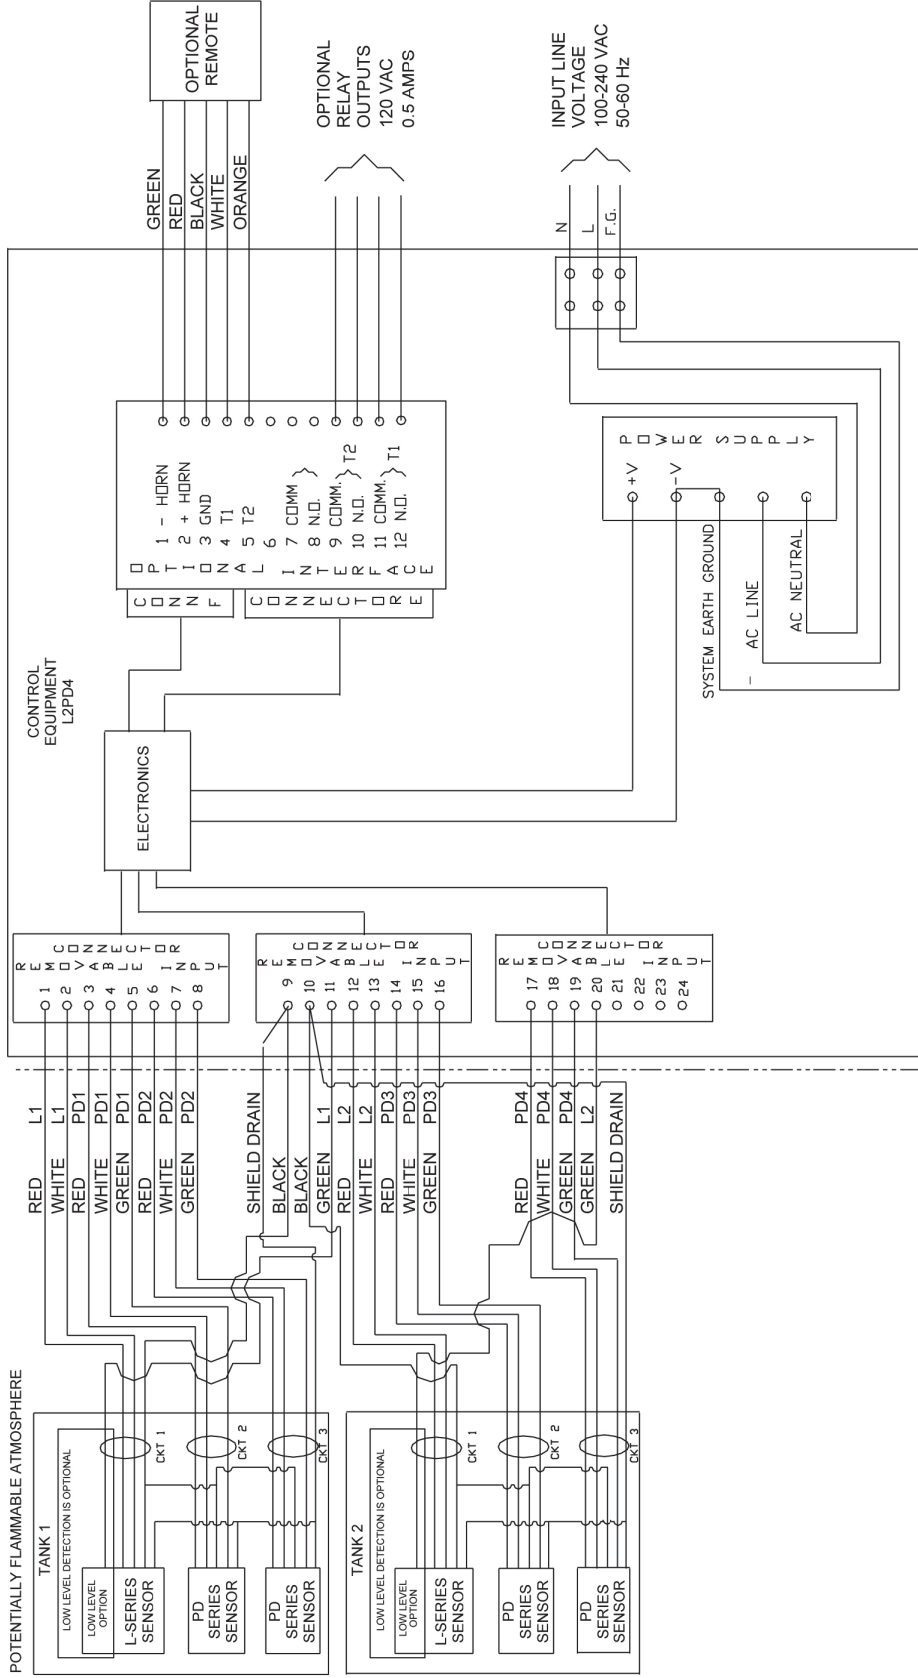 OPTIONAL
REMOTE
GREEN
RED
BLACK
WHITE
ORANGE
OPTIONAL
RELAY
OUTPUTS
120 VAC
0.5 AMPS
INPUT LINE
VOLTAGE
100-240 VAC
50-60 Hz
N
L
F.G.
OPTIONAL INTERFACE
1 - HORN
2 + HORN
3 GND
4 T1
5 T2
6
7 COMM
8 N.O.
9 COMM.
10 N.O.
T2
11 COMM.
12 N.O.
T1
CONN F
CONNECTOR E
POWER SUPPLY
+V
-V
SYSTEM EARTH GROUND
- AC LINE
AC NEUTRAL
CONTROL
EQUIPMENT
L2PD4
ELECTRONICS
REMOVABLE INPUT
CONNECTOR
1
2
3
4
5
6
7
8
REMOVABLE INPUT
CONNECTOR
9
10
11
12
13
14
15
16
REMOVABLE INPUT
CONNECTOR
17
18
19
20
21
22
23
24
RED L1
WHITE L1
RED PD1
WHITE PD1
GREEN PD1
RED PD2
WHITE PD2
GREEN PD2
SHIELD DRAIN
BLACK
BLACK
GREEN L1
RED L2
WHITE L2
RED PD3
WHITE PD3
GREEN PD3
RED PD4
WHITE PD4
GREEN PD4
GREEN L2
SHIELD DRAIN
POTENTIALLY FLAMMABLE ATMOSPHERE
TANK 1
LOW LEVEL DETECTION IS OPTIONAL
LOW LEVEL
OPTION
L-SERIES
SENSOR
PD
SERIES
SENSOR
PD
SERIES
SENSOR
CKT 1
CKT 2
CKT 3
TANK 2
LOW LEVEL DETECTION IS OPTIONAL
LOW LEVEL
OPTION
L-SERIES
SENSOR
PD
SERIES
SENSOR
PD
SERIES
SENSOR
CKT 1
CKT 2
CKT 3